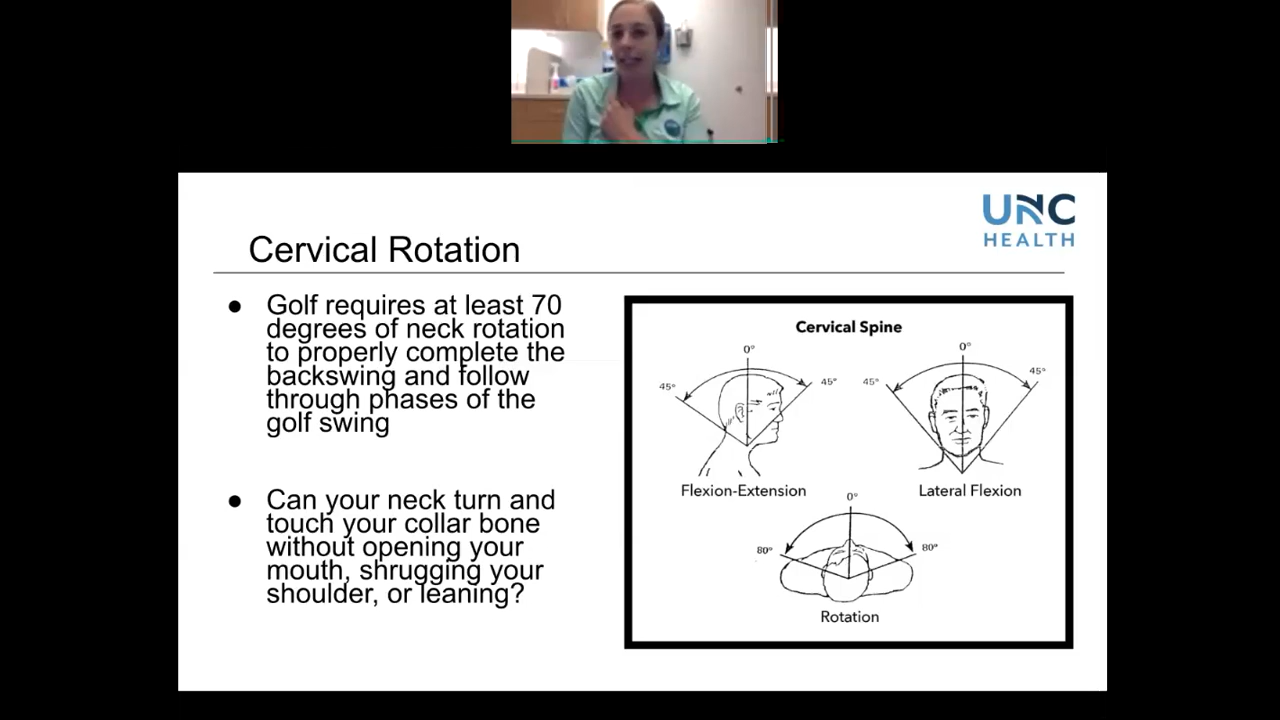 UNC
HEALTH
Cervical Rotation
● Golf requires at least 70
degrees of neck rotation
to properly complete the
backswing and follow
through phases of the
golf swing
● Can your neck turn and
touch your collar bone
without opening your
mouth, shrugging your
shoulder, or leaning?
Cervical Spine
0°
45°
45°
Flexion-Extension
0°
45°
45°
Lateral Flexion
0°
80°
80°
Rotation